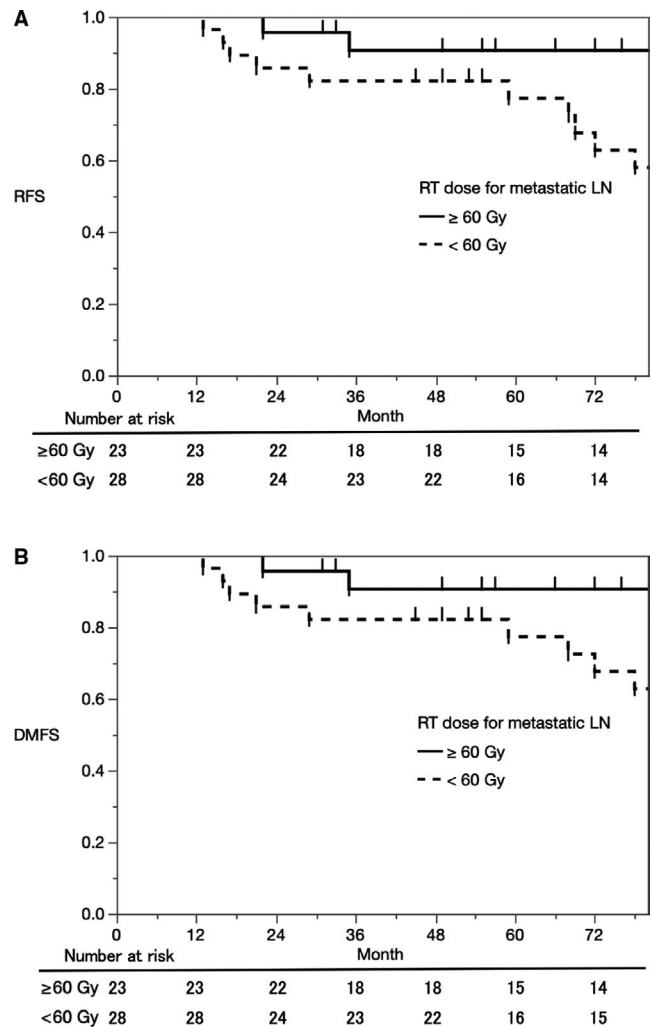 A
1.0
0.8
0.6
0.4
0.2
0.0
RFS
RT dose for metastatic LN
≥ 60 Gy
< 60 Gy
0 12 24 36 48 60 72
Number at risk Month
≥60 Gy 23 23 22 18 18 15 14
<60 Gy 28 28 24 23 22 16 14
B
1.0
0.8
0.6
0.4
0.2
0.0
DMFS
RT dose for metastatic LN
≥ 60 Gy
< 60 Gy
0 12 24 36 48 60 72
Number at risk Month
≥60 Gy 23 23 22 18 18 15 14
<60 Gy 28 28 24 23 22 16 15